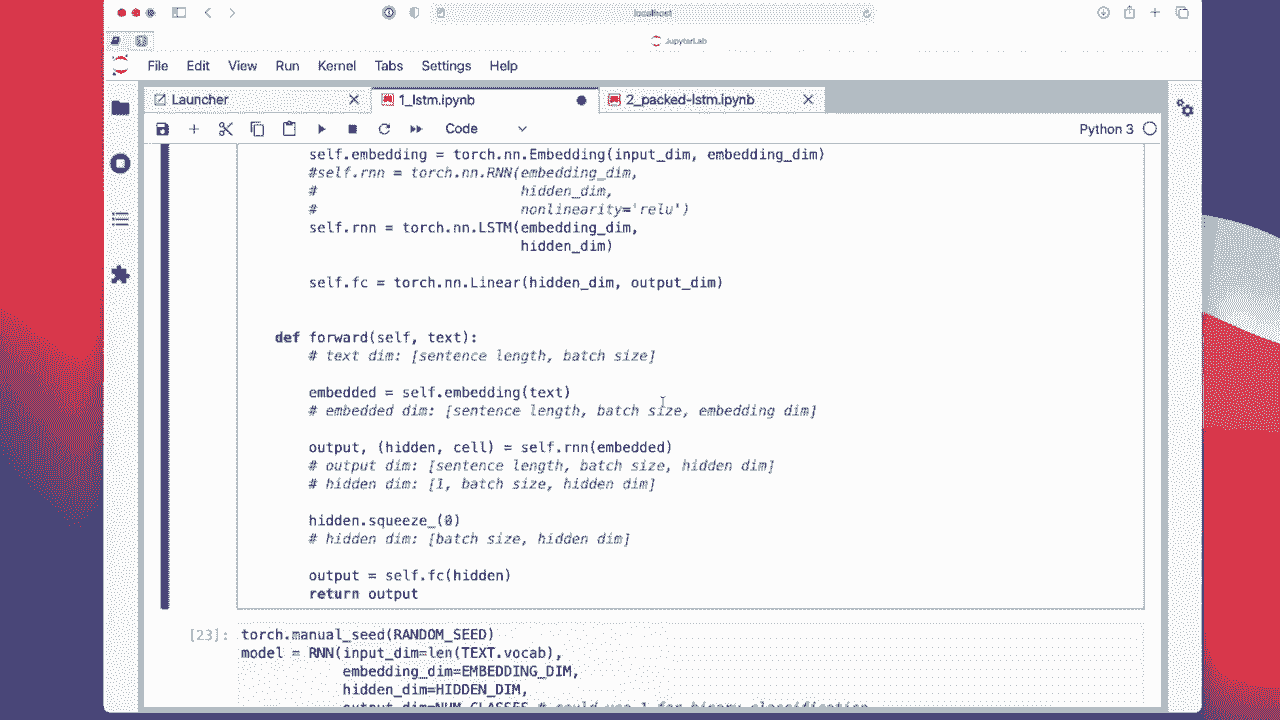 localhost
JupyterLab
File Edit View Run Kernel Tabs Settings Help
Launcher 1_lstm.ipynb 2_packed-lstm.ipynb
Code Python 3
self.embedding = torch.nn.Embedding(input_dim, embedding_dim)
#self.rnn = torch.nn.RNN(embedding_dim,
# hidden_dim,
# nonlinearity='relu')
self.rnn = torch.nn.LSTM(embedding_dim,
hidden_dim)
self.fc = torch.nn.Linear(hidden_dim, output_dim)
def forward(self, text):
# text dim: [sentence length, batch size]
embedded = self.embedding(text)
# embedded dim: [sentence length, batch size, embedding dim]
output, (hidden, cell) = self.rnn(embedded)
# output dim: [sentence length, batch size, hidden dim]
# hidden dim: [1, batch size, hidden dim]
hidden.squeeze_(0)
# hidden dim: [batch size, hidden dim]
output = self.fc(hidden)
return output
[23]: torch.manual_seed(RANDOM_SEED)
model = RNN(input_dim=len(TEXT.vocab),
embedding_dim=EMBEDDING_DIM,
hidden_dim=HIDDEN_DIM,